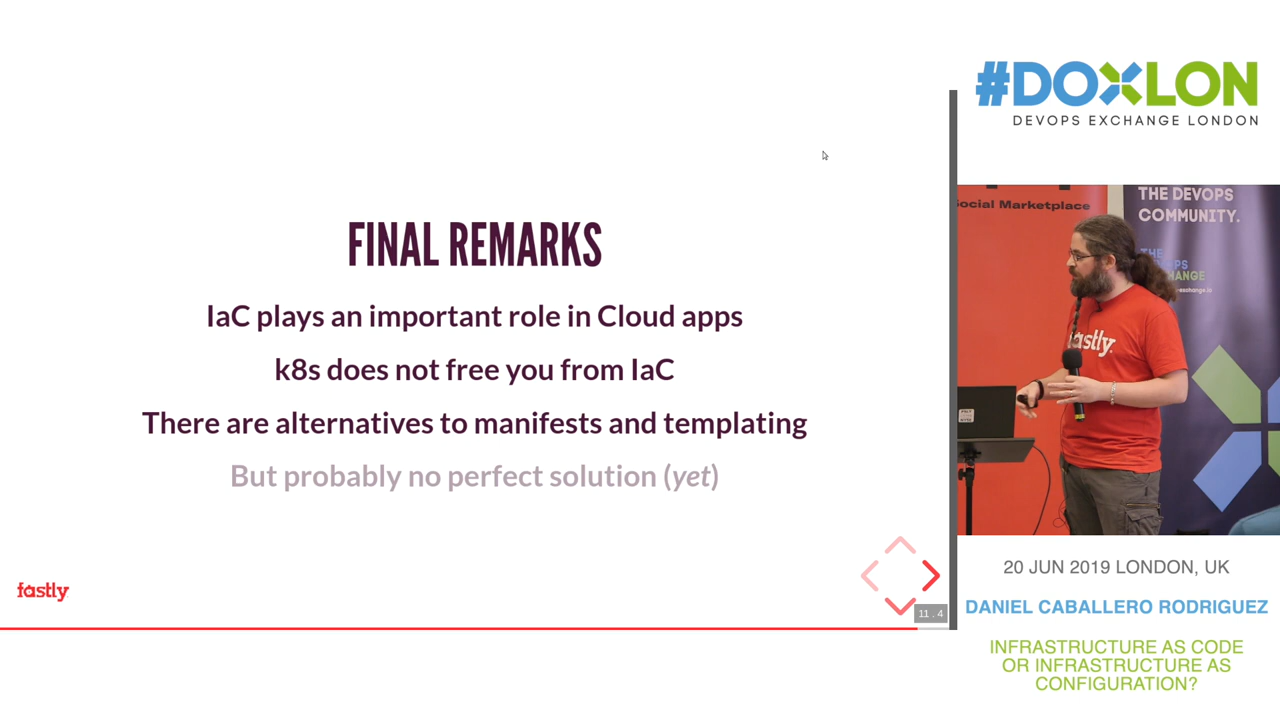 FINAL REMARKS
IaC plays an important role in Cloud apps
k8s does not free you from IaC
There are alternatives to manifests and templating
But probably no perfect solution (yet)
fastly
11.4
#DOXLON
DEVOPS EXCHANGE LONDON
Social Marketplace
THE DEVOPS
COMMUNITY.
THE
fastly.
20 JUN 2019 LONDON, UK
DANIEL CABALLERO RODRIGUEZ
INFRASTRUCTURE AS CODE
OR INFRASTRUCTURE AS
CONFIGURATION?